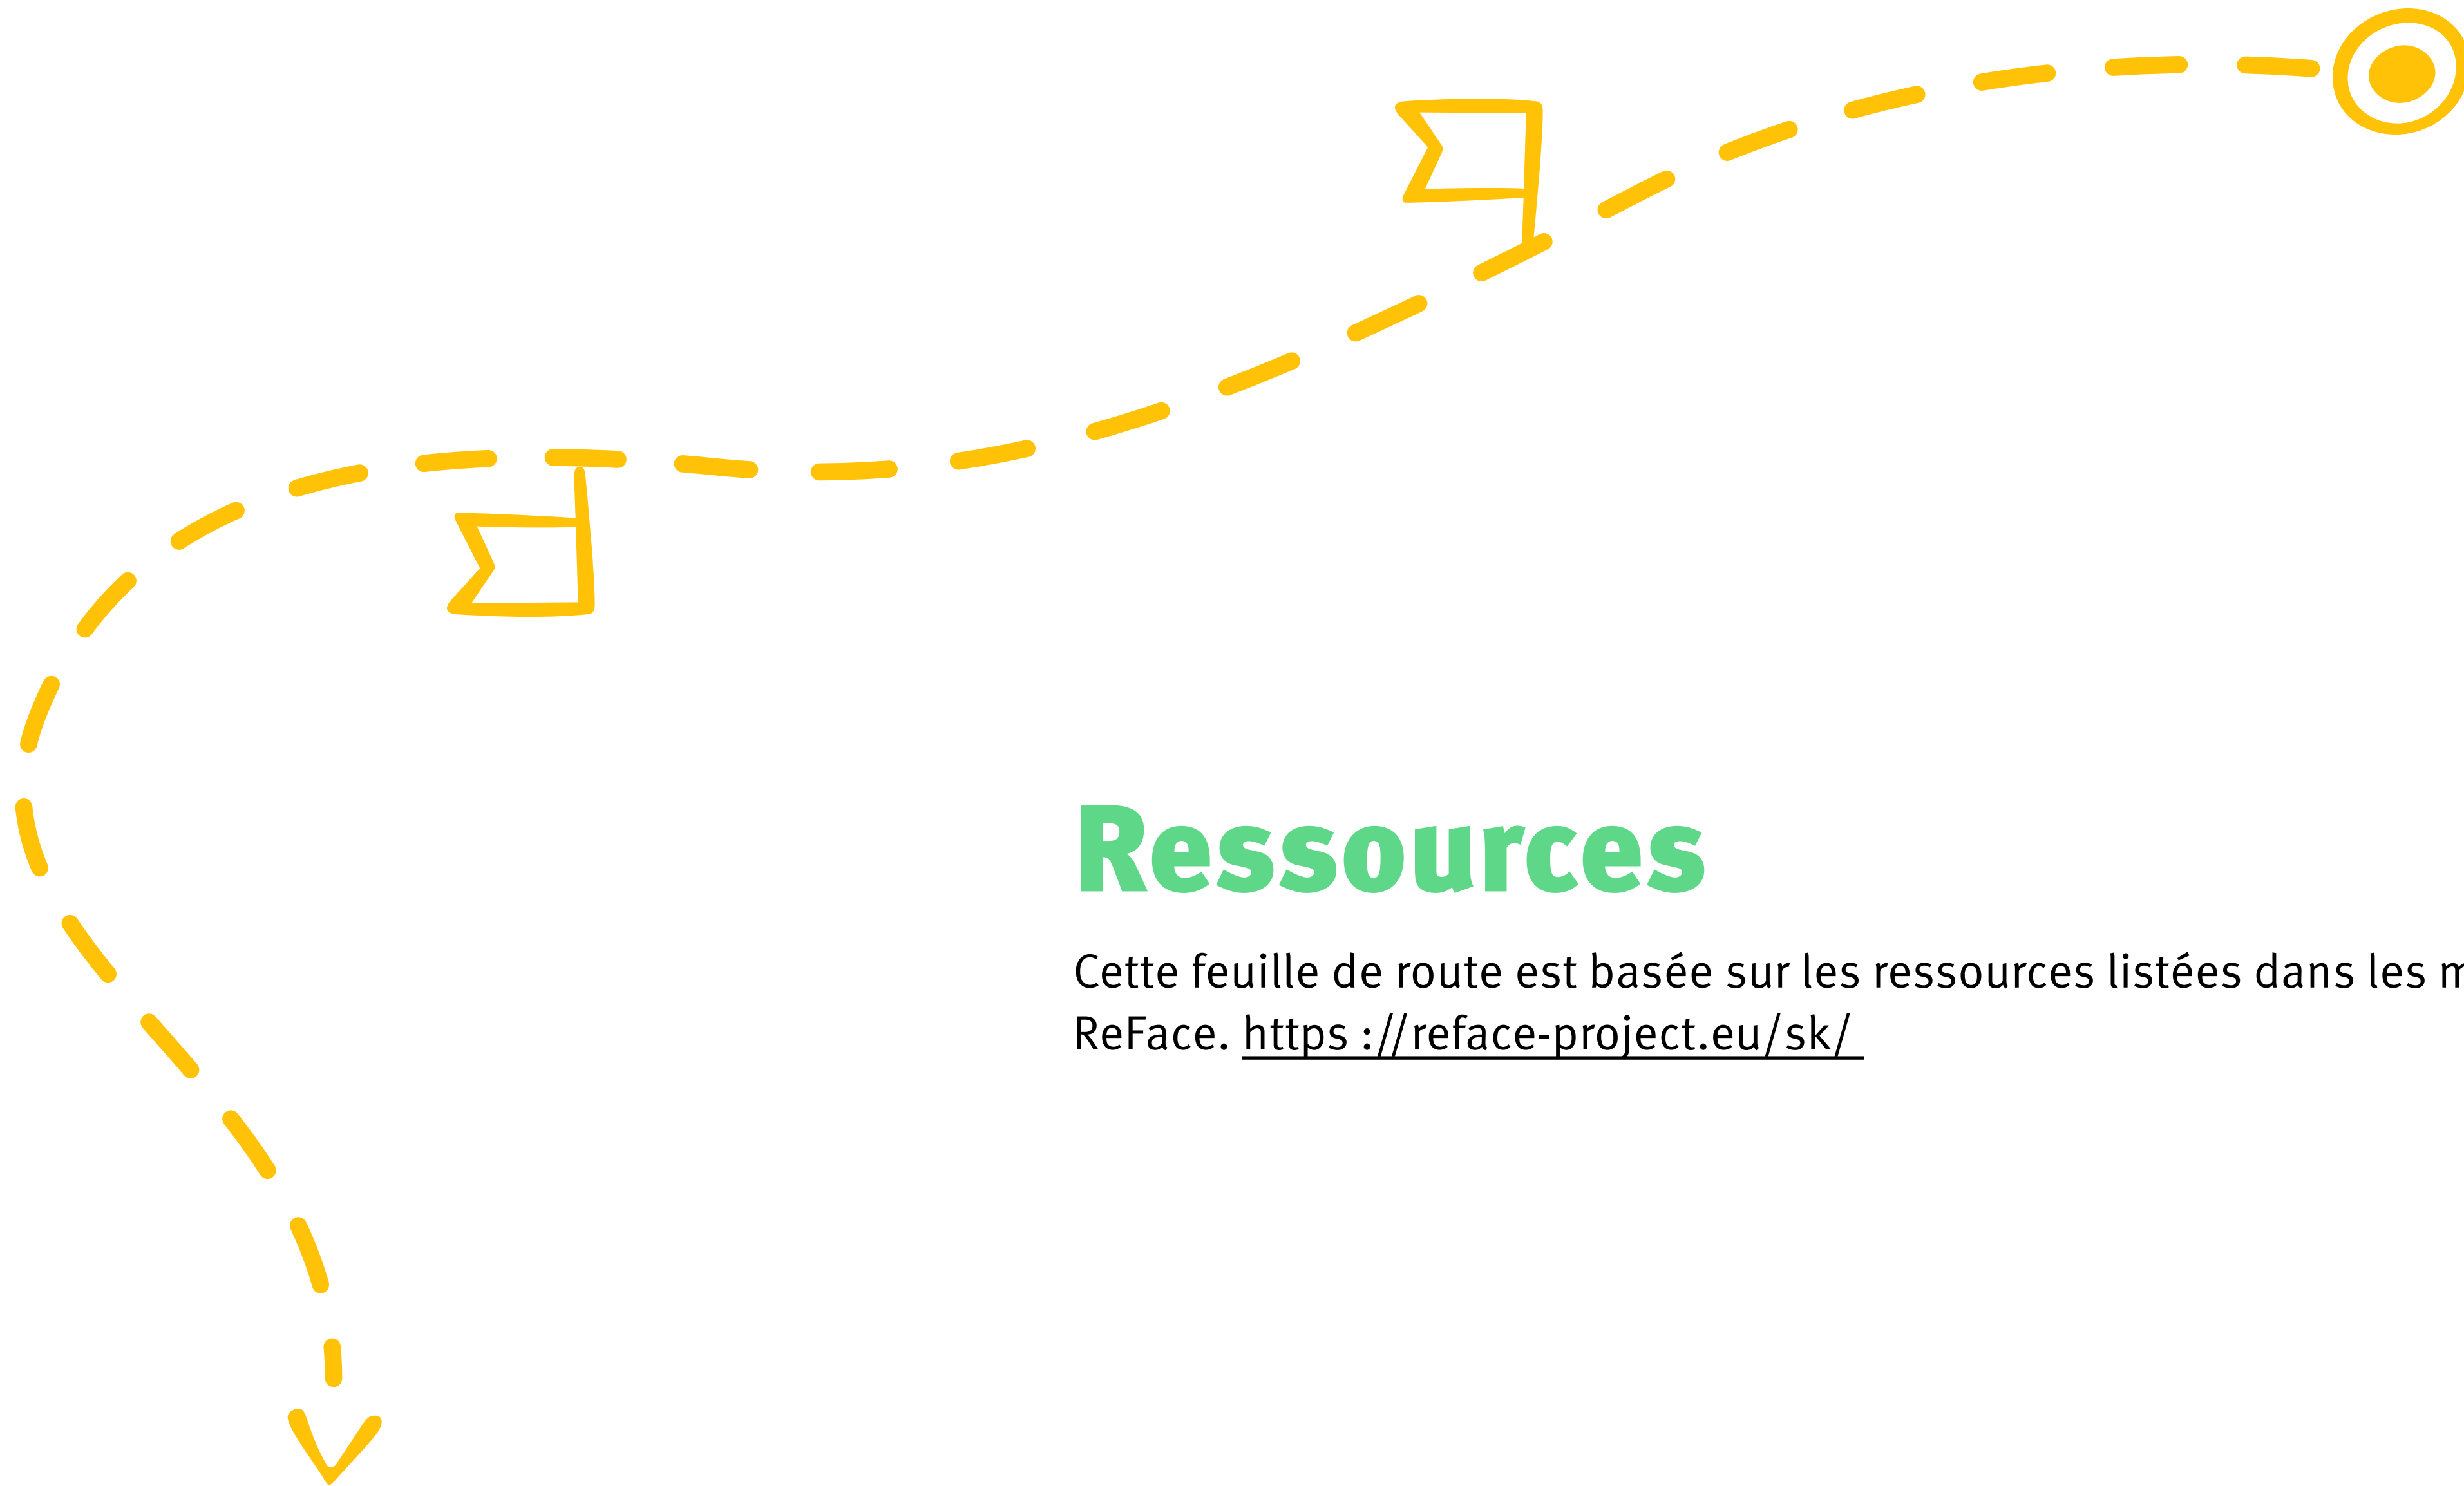 Ressources
Cette feuille de route est basée sur les ressources listées dans les
ReFace. https ://reface-project.eu/sk/